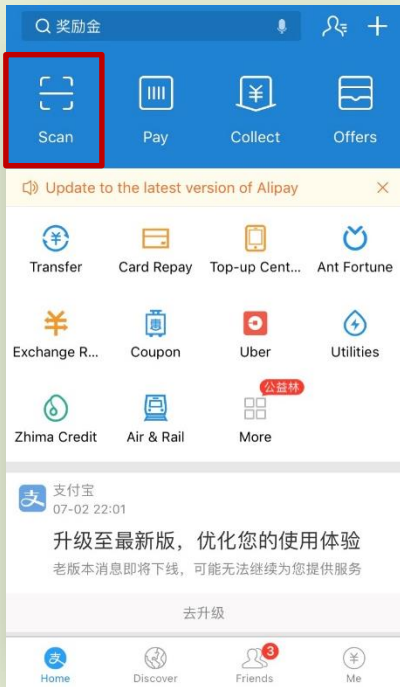 奖励金
Scan Pay Collect Offers
Update to the latest version of Alipay
Transfer Card Repay Top-up Cent... Ant Fortune
惠
Exchange R... Coupon Uber Utilities
公益林
Zhima Credit Air & Rail More
支 支付宝
07-02 22:01
升级至最新版，优化您的使用体验
老版本消息即将下线，可能无法继续为您提供服务
去升级
支 3
Home Discover Friends Me